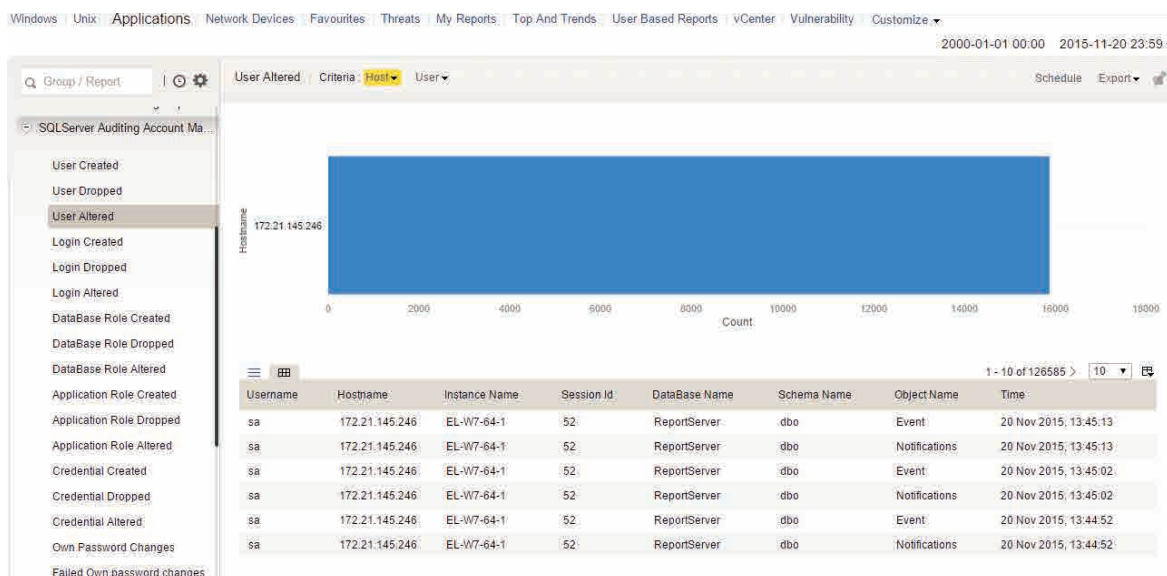 Windows Unix Applications Network Devices Favourites Threats My Reports Top And Trends User Based Reports vCenter Vulnerability Customize
2000-01-01 00:00 2015-11-20 23:59
Group / Report
User Altered Criteria : Host User Schedule Export
SQLServer Auditing Account Ma...
User Created
User Dropped
User Altered
Login Created
Login Dropped
Login Altered
DataBase Role Created
DataBase Role Dropped
DataBase Role Altered
Application Role Created
Application Role Dropped
Application Role Altered
Credential Created
Credential Dropped
Credential Altered
Own Password Changes
Failed Own password changes
Hostname
172.21.145.246
0 2000 4000 6000 8000 10000 12000 14000 16000 18000
Count
1 - 10 of 126585 > 10
Username Hostname Instance Name Session Id DataBase Name Schema Name Object Name Time
sa 172.21.145.246 EL-W7-64-1 52 ReportServer dbo Event 20 Nov 2015, 13:45:13
sa 172.21.145.246 EL-W7-64-1 52 ReportServer dbo Notifications 20 Nov 2015, 13:45:13
sa 172.21.145.246 EL-W7-64-1 52 ReportServer dbo Event 20 Nov 2015, 13:45:02
sa 172.21.145.246 EL-W7-64-1 52 ReportServer dbo Notifications 20 Nov 2015, 13:45:02
sa 172.21.145.246 EL-W7-64-1 52 ReportServer dbo Event 20 Nov 2015, 13:44:52
sa 172.21.145.246 EL-W7-64-1 52 ReportServer dbo Notifications 20 Nov 2015, 13:44:52